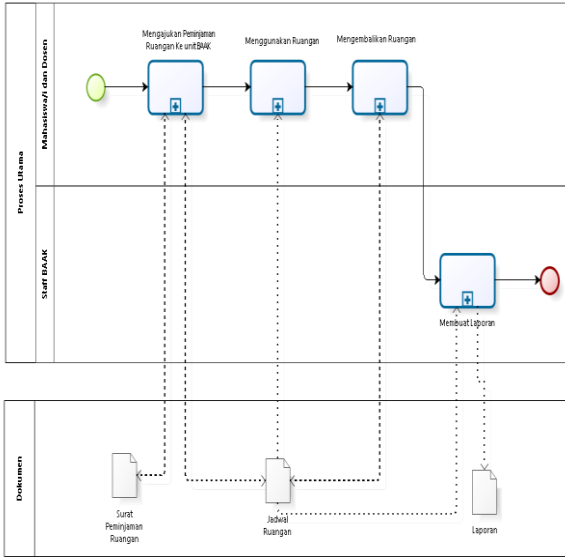 Proses Utama
Mahasiswa/i dan Dosen
Mengajukan Peminjaman
Ruangan Ke unit BAAK
Menggunakan Ruangan
Mengembalikan Ruangan
Staff BAAK
Membuat Laporan
Dokumen
Surat
Peminjaman
Ruangan
Jadwal
Ruangan
Laporan